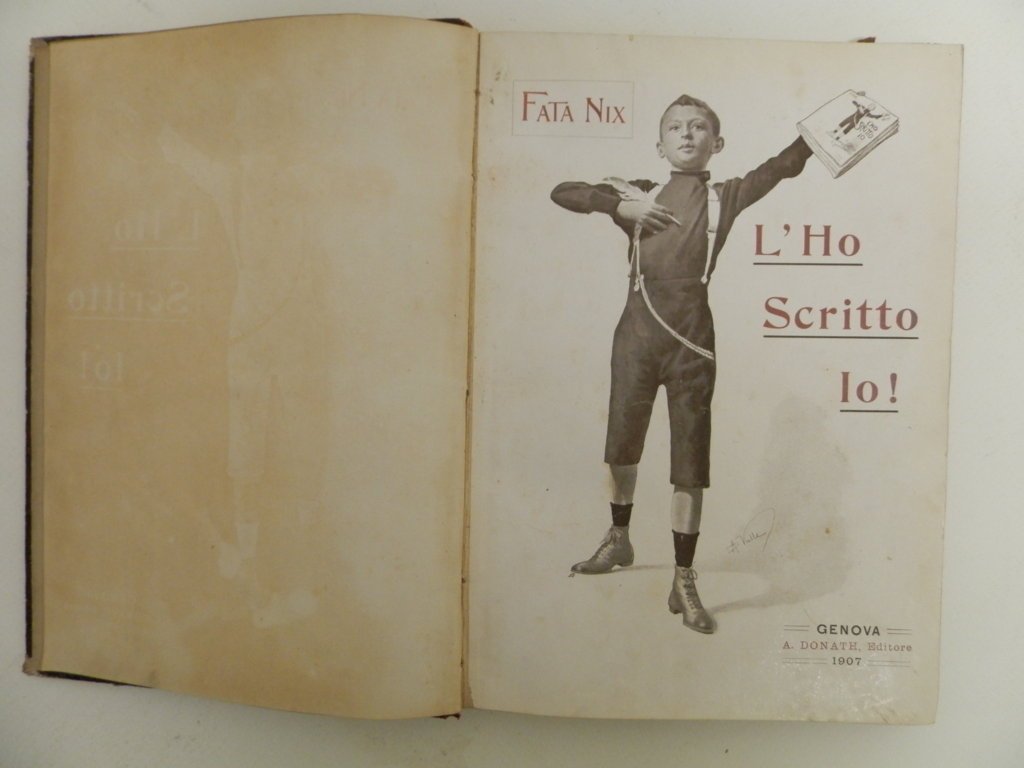 FATA NIX
L'Ho
Scritto
Io!
GENOVA
A. DONATH, Editore
1907